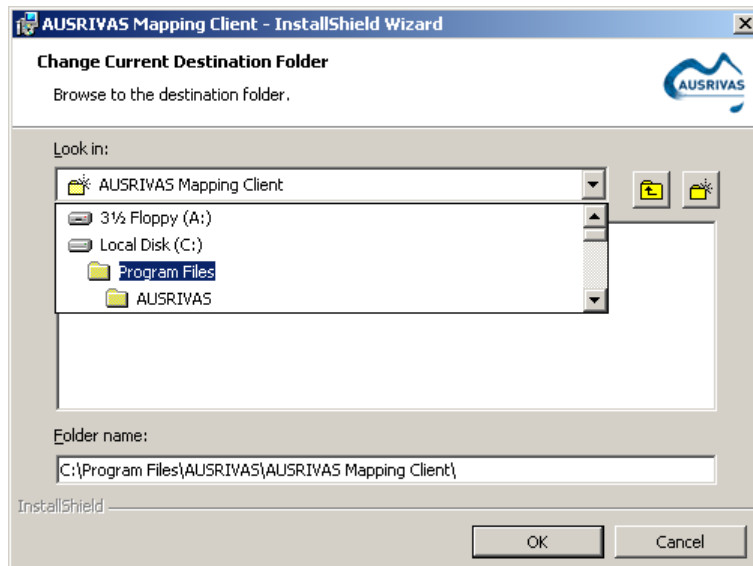 AUSRIVAS Mapping Client - InstallShield Wizard
Change Current Destination Folder
Browse to the destination folder.
AUSRIVAS
Look in:
AUSRIVAS Mapping Client
3½ Floppy (A:)
Local Disk (C:)
Program Files
AUSRIVAS
Folder name:
C:\Program Files\AUSRIVAS\AUSRIVAS Mapping Client\
InstallShield
OK Cancel